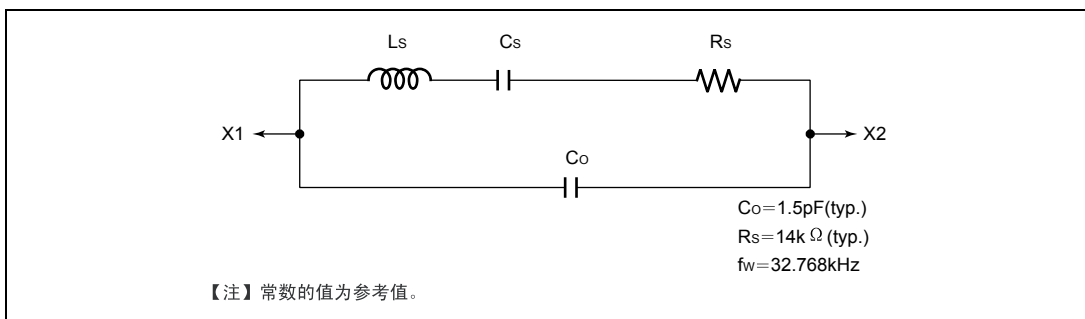 Ls Cs Rs
X1 X2
Co
Co=1.5pF(typ.)
Rs=14kΩ(typ.)
fw=32.768kHz
【注】常数的值为参考值。